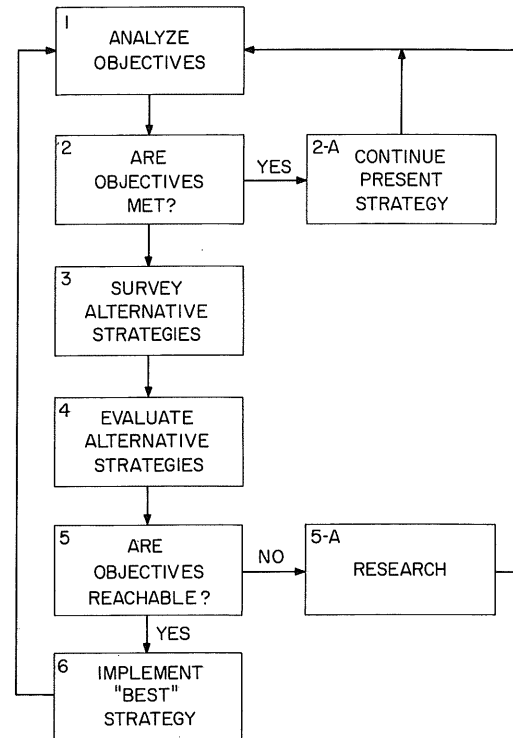 1
ANALYZE
OBJECTIVES
2
ARE
OBJECTIVES
MET?
YES
2-A
CONTINUE
PRESENT
STRATEGY
3
SURVEY
ALTERNATIVE
STRATEGIES
4
EVALUATE
ALTERNATIVE
STRATEGIES
5
ARE
OBJECTIVES
REACHABLE?
NO
5-A
RESEARCH
YES
6
IMPLEMENT
"BEST"
STRATEGY